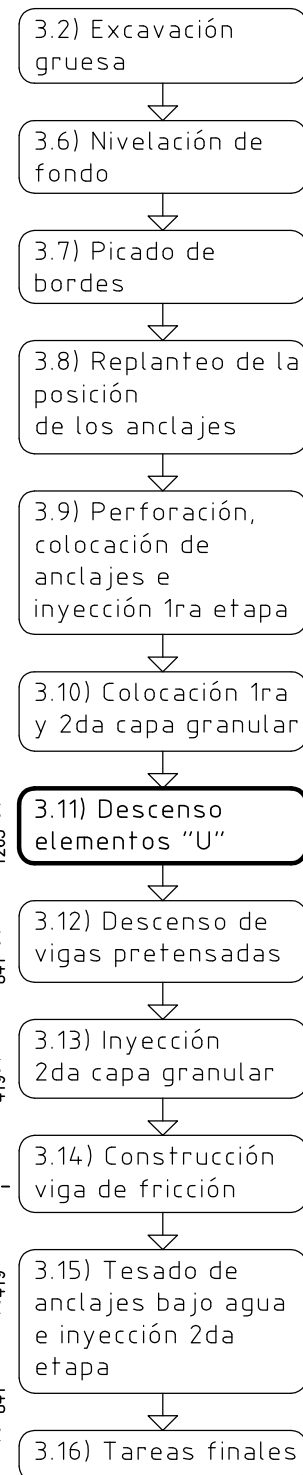 3.2) Excavación
gruesa
3.6) Nivelación de
fondo
3.7) Picado de
bordes
3.8) Replanteo de la
posición
de los anclajes
3.9) Perforación,
colocación de
anclajes e
inyección 1ra etapa
3.10) Colocación 1ra
y 2da capa granular
3.11) Descenso
elementos "U"
3.12) Descenso de
vigas pretensadas
3.13) Inyección
2da capa granular
3.14) Construcción
viga de fricción
3.15) Tesado de
anclajes bajo agua
e inyección 2da
etapa
3.16) Tareas finales